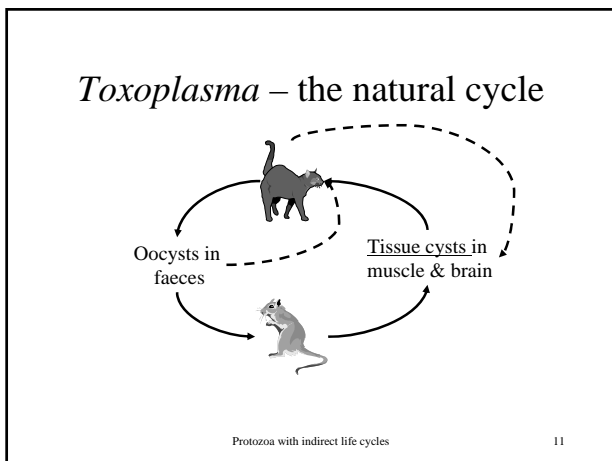 Toxoplasma – the natural cycle
Oocysts in
faeces
Tissue cysts in
muscle & brain
Protozoa with indirect life cycles
11